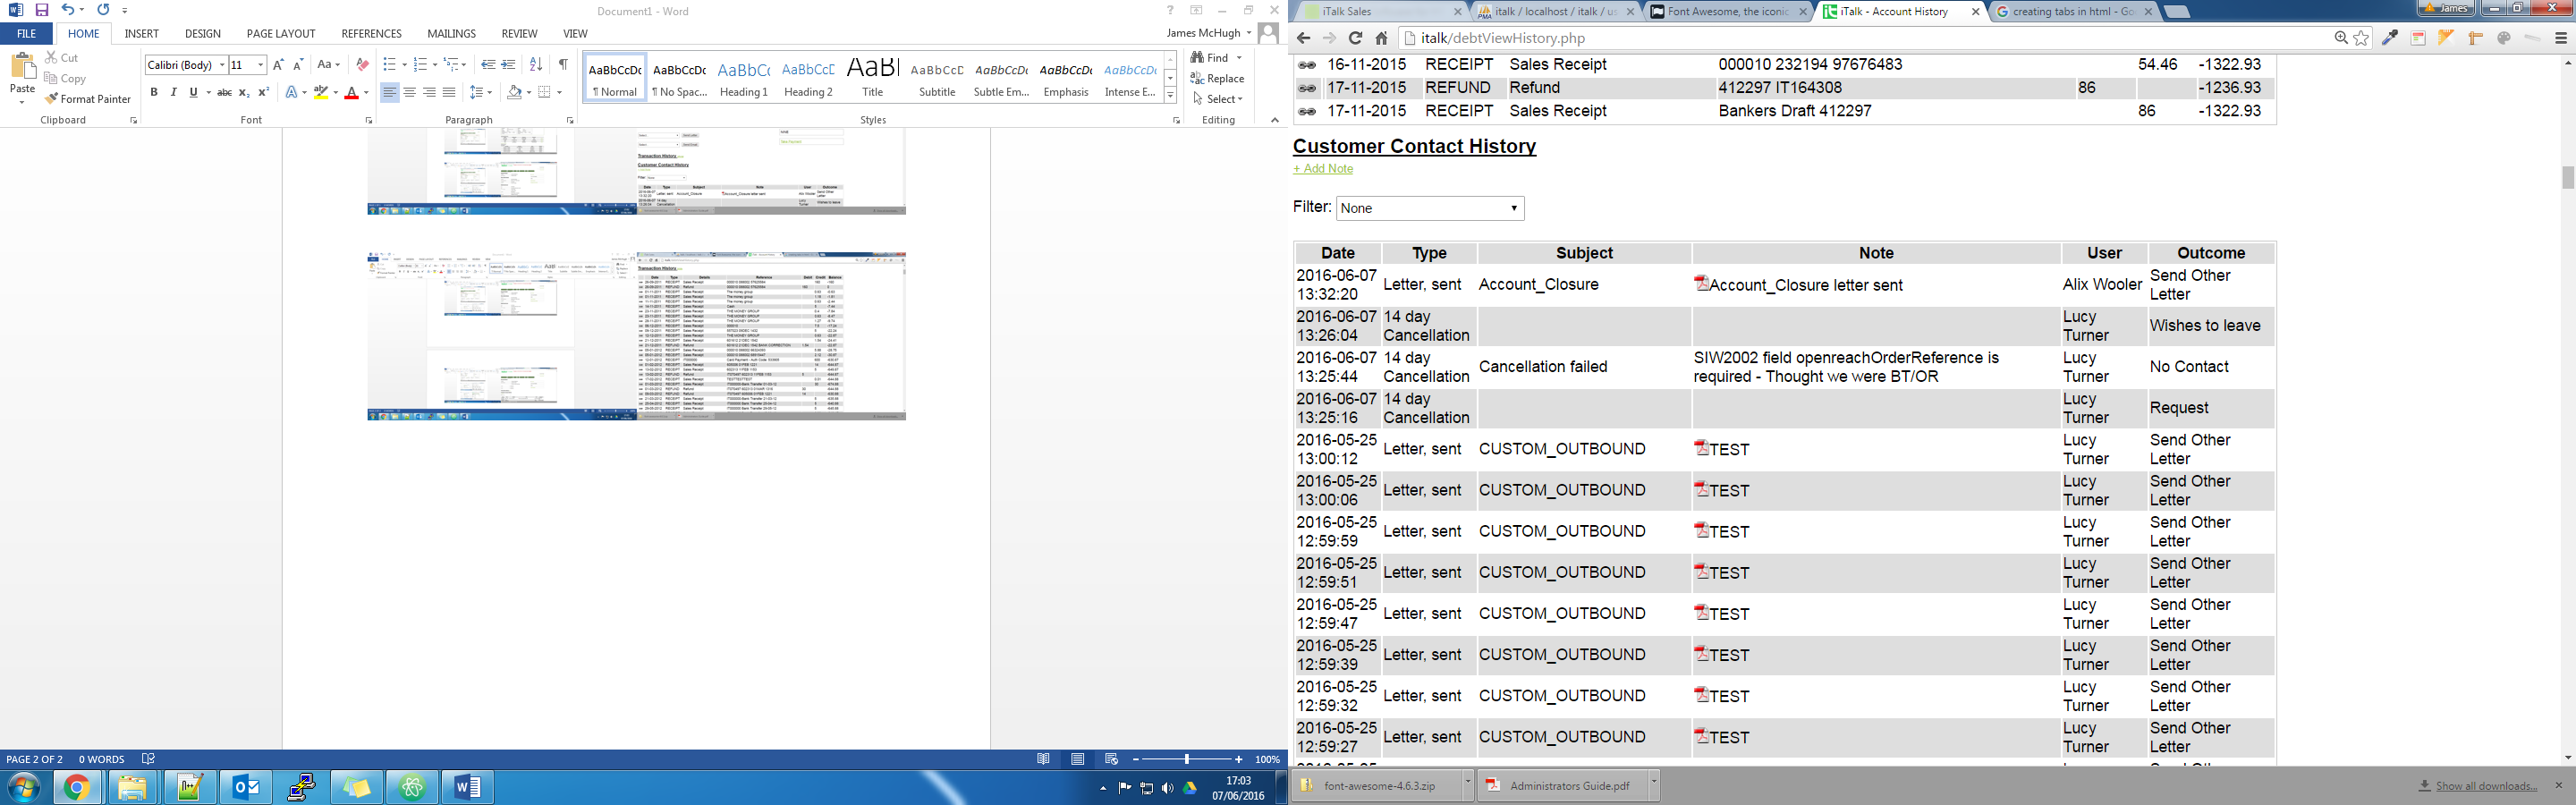 Document1 - Word
FILE HOME INSERT DESIGN PAGE LAYOUT REFERENCES MAILINGS REVIEW VIEW
James McHugh
Paste
Cut
Copy
Format Painter
Clipboard
Calibri (Body) 11
Font
Paragraph
AaBbCcDc AaBbCcDc AaBbCc AaBbCcD AaBI AaBbCcD AaBbCcDc AaBbCcDc AaBbCcDc
¶ Normal ¶ No Spac... Heading 1 Heading 2 Title Subtitle Subtle Em... Emphasis Intense E...
Styles
Find
Replace
Select
Editing
Transaction History
Customer Contact History
PAGE 2 OF 2 0 WORDS
100%
17:03
07/06/2016
iTalk Sales
italk / localhost / italk / us
Font Awesome, the iconic
iTalk - Account History
creating tabs in html - Go
James
italk/debtViewHistory.php
16-11-2015 RECEIPT Sales Receipt 000010 232194 97676483 54.46 -1322.93
17-11-2015 REFUND Refund 412297 IT164308 86 -1236.93
17-11-2015 RECEIPT Sales Receipt Bankers Draft 412297 86 -1322.93
Customer Contact History
+ Add Note
Filter: None
Date Type Subject Note User Outcome
2016-06-07 13:32:20 Letter, sent Account_Closure Account_Closure letter sent Alix Wooler Send Other Letter
2016-06-07 13:26:04 14 day Cancellation Lucy Turner Wishes to leave
2016-06-07 13:25:44 14 day Cancellation Cancellation failed SIW2002 field openreachOrderReference is required - Thought we were BT/OR Lucy Turner No Contact
2016-06-07 13:25:16 14 day Cancellation Lucy Turner Request
2016-05-25 13:00:12 Letter, sent CUSTOM_OUTBOUND TEST Lucy Turner Send Other Letter
2016-05-25 13:00:06 Letter, sent CUSTOM_OUTBOUND TEST Lucy Turner Send Other Letter
2016-05-25 12:59:59 Letter, sent CUSTOM_OUTBOUND TEST Lucy Turner Send Other Letter
2016-05-25 12:59:51 Letter, sent CUSTOM_OUTBOUND TEST Lucy Turner Send Other Letter
2016-05-25 12:59:47 Letter, sent CUSTOM_OUTBOUND TEST Lucy Turner Send Other Letter
2016-05-25 12:59:39 Letter, sent CUSTOM_OUTBOUND TEST Lucy Turner Send Other Letter
2016-05-25 12:59:32 Letter, sent CUSTOM_OUTBOUND TEST Lucy Turner Send Other Letter
2016-05-25 12:59:27 Letter, sent CUSTOM_OUTBOUND TEST Lucy Turner Send Other Letter
font-awesome-4.6.3.zip
Administrators Guide.pdf
Show all downloads...